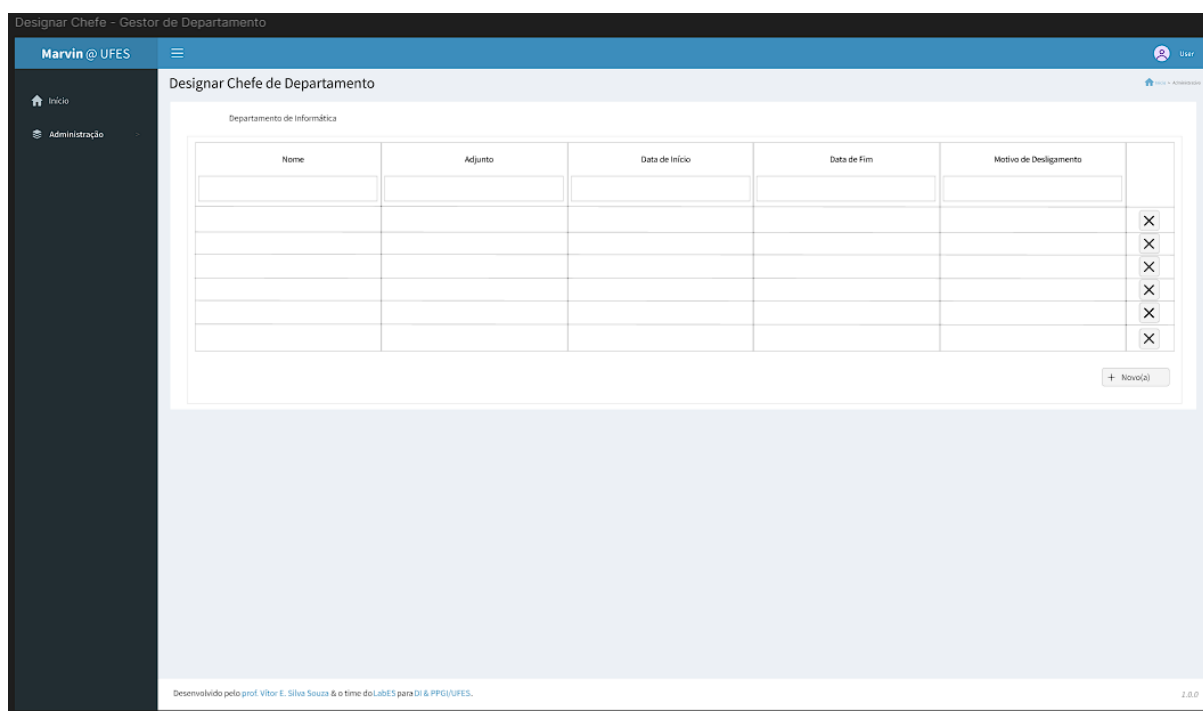 Designar Chefe - Gestor de Departamento
Marvin @ UFES
User
Designar Chefe de Departamento
Início > Administração
Início
Administração
Departamento de Informática
Nome Adjunto Data de Início Data de Fim Motivo de Desligamento
+ Novo(a)
Desenvolvido pelo prof. Vítor E. Silva Souza & o time do LabES para DI & PPGI/UFES.
1.0.0